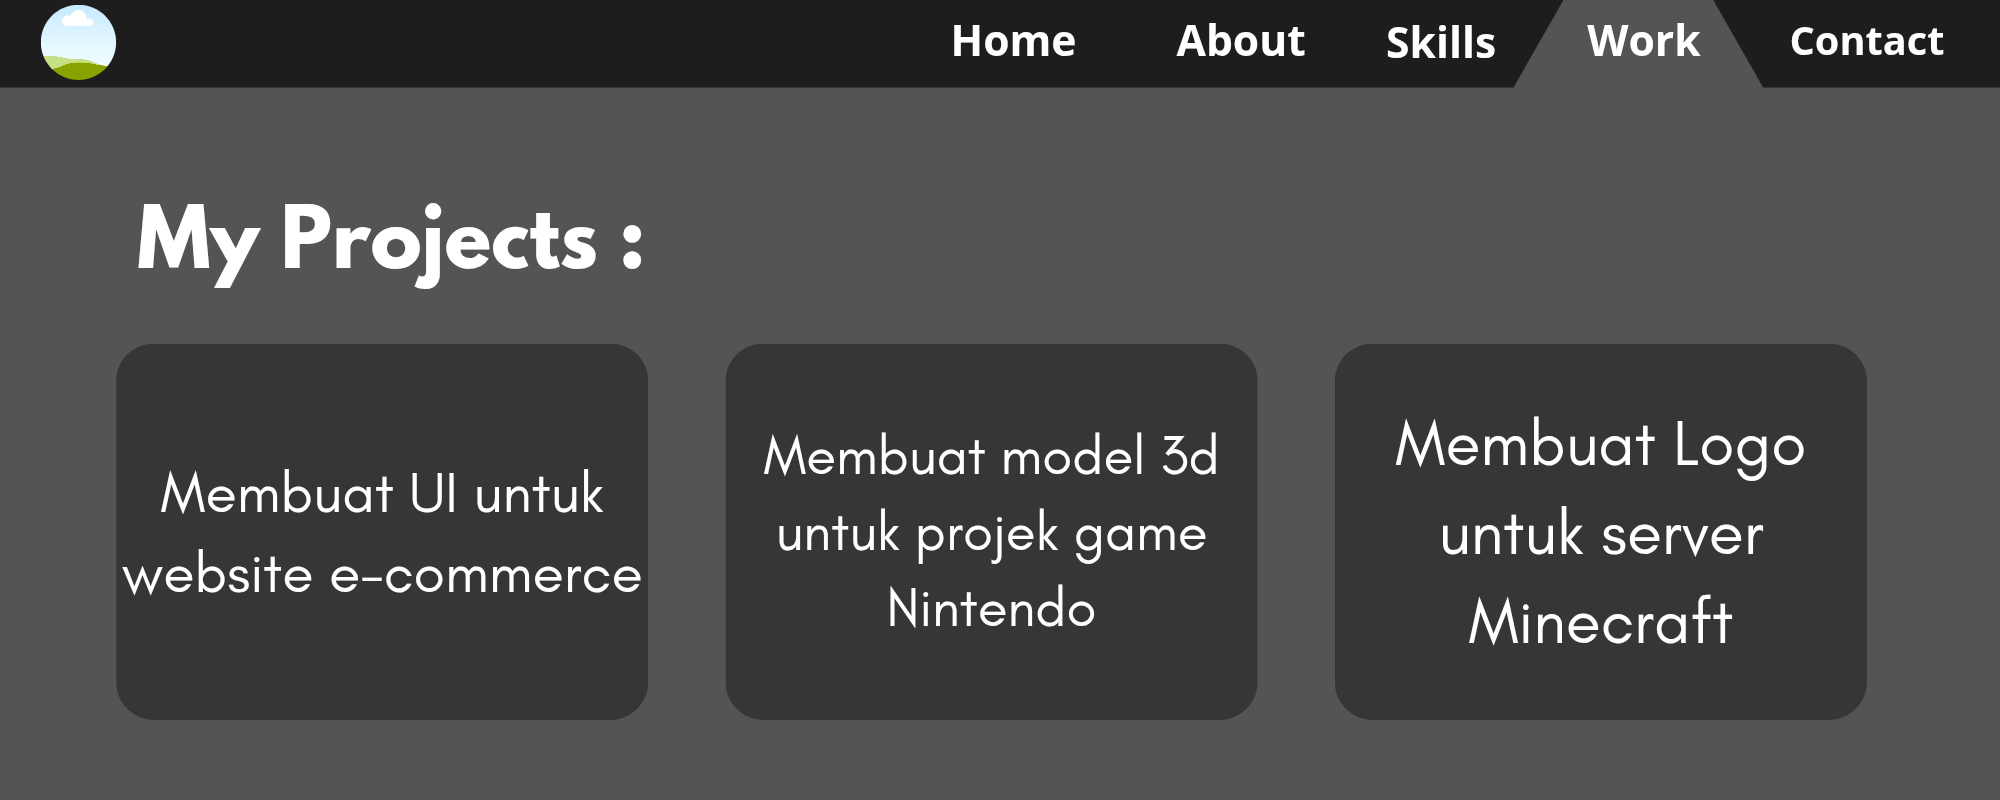 Home About Skills Work Contact
My Projects :
Membuat UI untuk
website e-commerce
Membuat model 3d
untuk projek game
Nintendo
Membuat Logo
untuk server
Minecraft